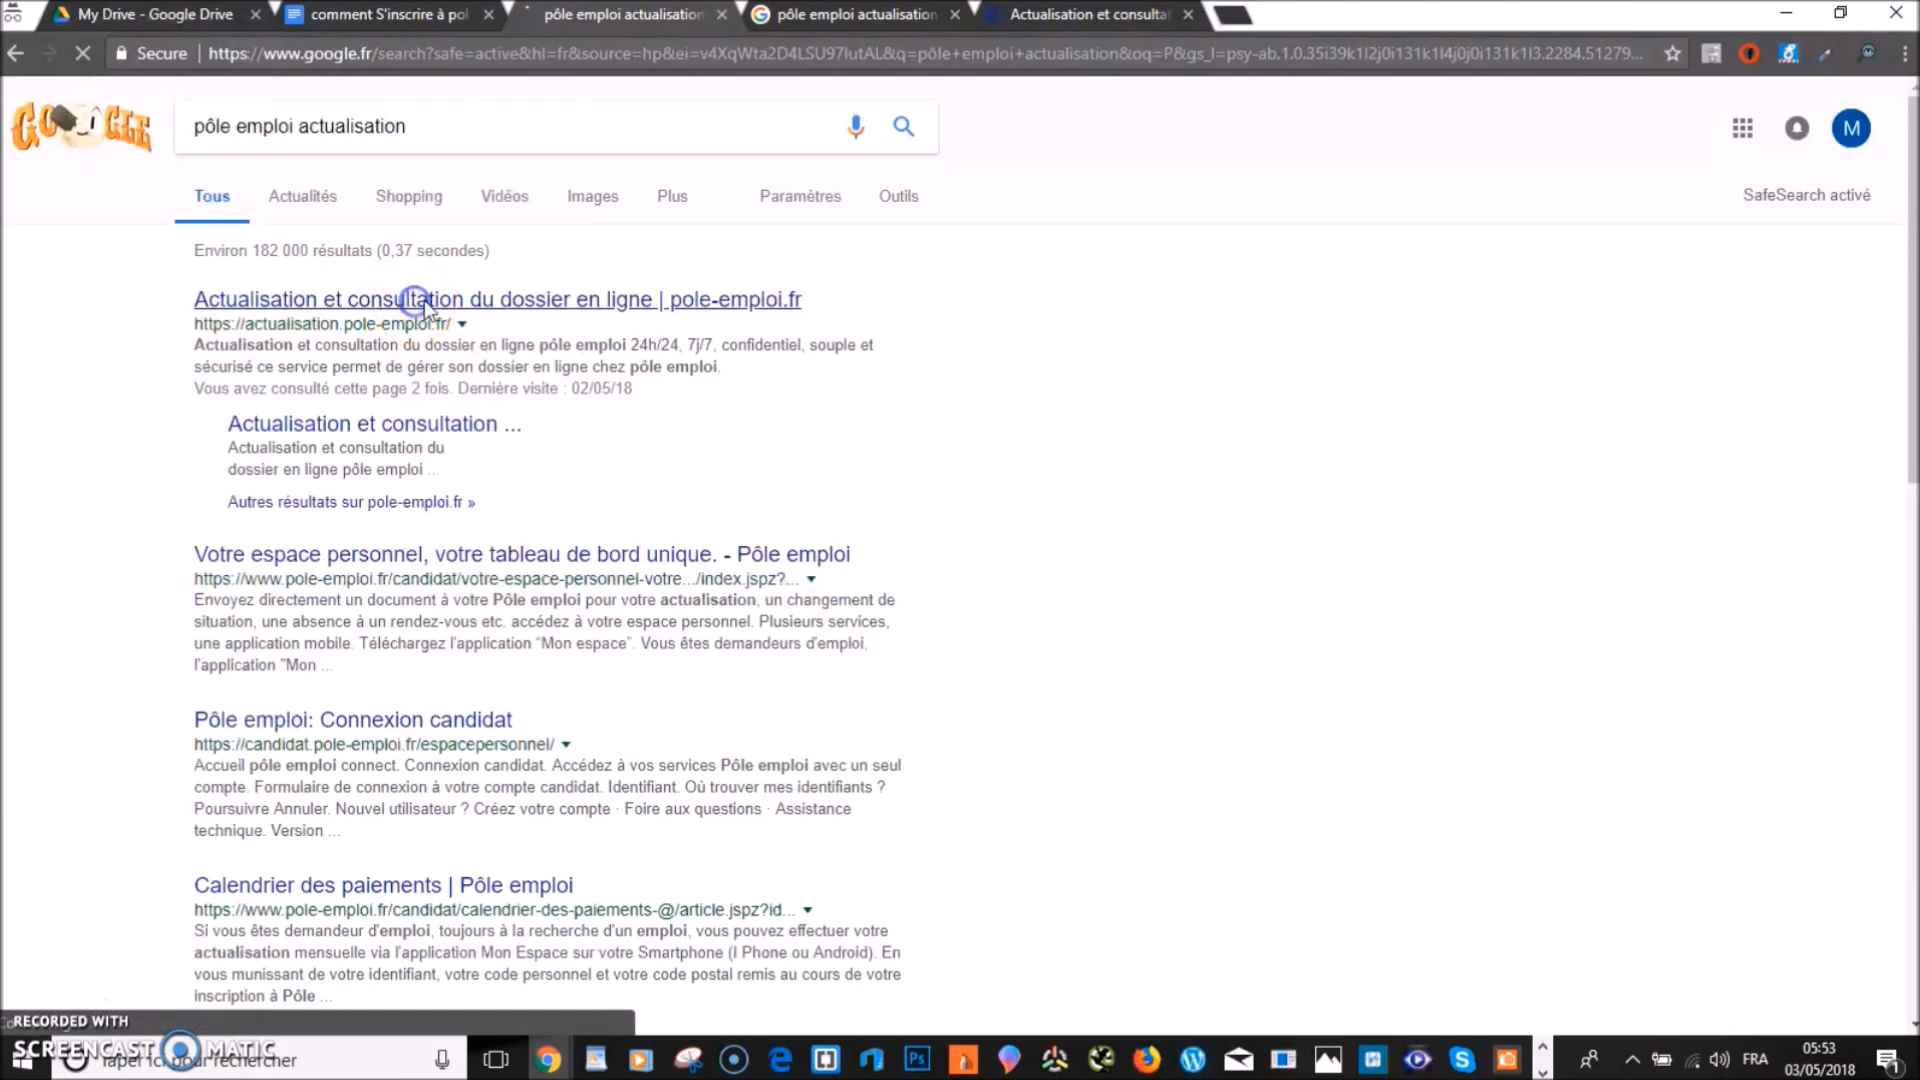 My Drive - Google Drive
comment S'inscrire à pol
pôle emploi actualisation
pôle emploi actualisation
Actualisation et consulta
Secure https://www.google.fr/search?safe=active&hl=fr&source=hp&ei=v4XqWta2D4LSU97lutAL&q=pôle+emploi+actualisation&oq=P&gs_l=psy-ab.1.0.35i39k1l2j0i131k1l4j0j0i131k1l3.2284.51279...
GOOGLE
pôle emploi actualisation
M
Tous Actualités Shopping Vidéos Images Plus Paramètres Outils
SafeSearch activé
Environ 182 000 résultats (0,37 secondes)
Actualisation et consultation du dossier en ligne | pole-emploi.fr
https://actualisation.pole-emploi.fr/
Actualisation et consultation du dossier en ligne pôle emploi 24h/24, 7j/7, confidentiel, souple et
sécurisé ce service permet de gérer son dossier en ligne chez pôle emploi.
Vous avez consulté cette page 2 fois. Dernière visite : 02/05/18
Actualisation et consultation ...
Actualisation et consultation du
dossier en ligne pôle emploi ...
Autres résultats sur pole-emploi.fr »
Votre espace personnel, votre tableau de bord unique. - Pôle emploi
https://www.pole-emploi.fr/candidat/votre-espace-personnel-votre.../index.jspz?...
Envoyez directement un document à votre Pôle emploi pour votre actualisation, un changement de
situation, une absence à un rendez-vous etc. accédez à votre espace personnel. Plusieurs services,
une application mobile. Téléchargez l'application “Mon espace”. Vous êtes demandeurs d'emploi,
l'application "Mon ...
Pôle emploi: Connexion candidat
https://candidat.pole-emploi.fr/espacepersonnel/
Accueil pôle emploi connect. Connexion candidat. Accédez à vos services Pôle emploi avec un seul
compte. Formulaire de connexion à votre compte candidat. Identifiant. Où trouver mes identifiants ?
Poursuivre Annuler. Nouvel utilisateur ? Créez votre compte · Foire aux questions · Assistance
technique. Version ...
Calendrier des paiements | Pôle emploi
https://www.pole-emploi.fr/candidat/calendrier-des-paiements-@/article.jspz?id...
Si vous êtes demandeur d'emploi, toujours à la recherche d'un emploi, vous pouvez effectuer votre
actualisation mensuelle via l'application Mon Espace sur votre Smartphone (I Phone ou Android). En
vous munissant de votre identifiant, votre code personnel et votre code postal remis au cours de votre
inscription à Pôle ...
RECORDED WITH
SCREENCAST MATIC
Taper ici pour rechercher
Ps
FRA
05:53
03/05/2018
1